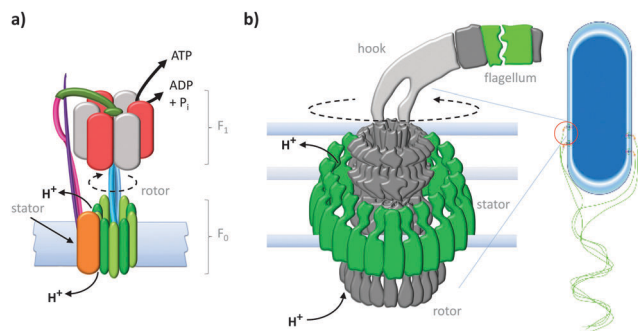 a)
ATP
ADP
+ Pi
F1
rotor
H+
stator
F0
H+
b)
hook
flagellum
H+
stator
rotor
H+